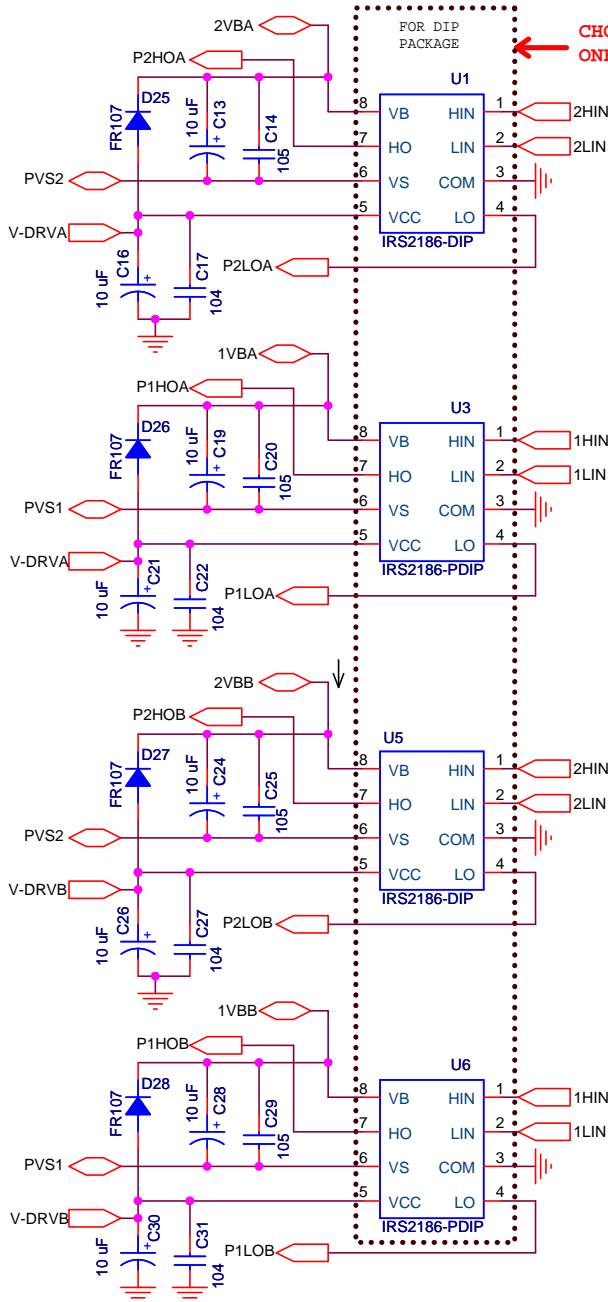 FOR DIP
PACKAGE
2VBA
P2HOA
D25
FR107
10 uF
C13
+
C14
105
U1
8 VB HIN 1 2HIN
7 HO LIN 2 2LIN
PVS2
6 VS COM 3
5 VCC LO 4
IRS2186-DIP
V-DRVA
10 uF
C16
+
C17
104
P2LOA
1VBA
P1HOA
D26
FR107
10 uF
C19
+
C20
105
U3
8 VB HIN 1 1HIN
7 HO LIN 2 1LIN
PVS1
6 VS COM 3
5 VCC LO 4
IRS2186-PDIP
V-DRVA
10 uF
C21
+
C22
104
P1LOA
2VBB
P2HOB
D27
FR107
10 uF
C24
+
C25
105
U5
8 VB HIN 1 2HIN
7 HO LIN 2 2LIN
PVS2
6 VS COM 3
5 VCC LO 4
IRS2186-DIP
V-DRVB
10 uF
C26
+
C27
104
P2LOB
1VBB
P1HOB
D28
FR107
10 uF
C28
+
C29
105
U6
8 VB HIN 1 1HIN
7 HO LIN 2 1LIN
PVS1
6 VS COM 3
5 VCC LO 4
IRS2186-PDIP
V-DRVB
10 uF
C30
+
C31
104
P1LOB